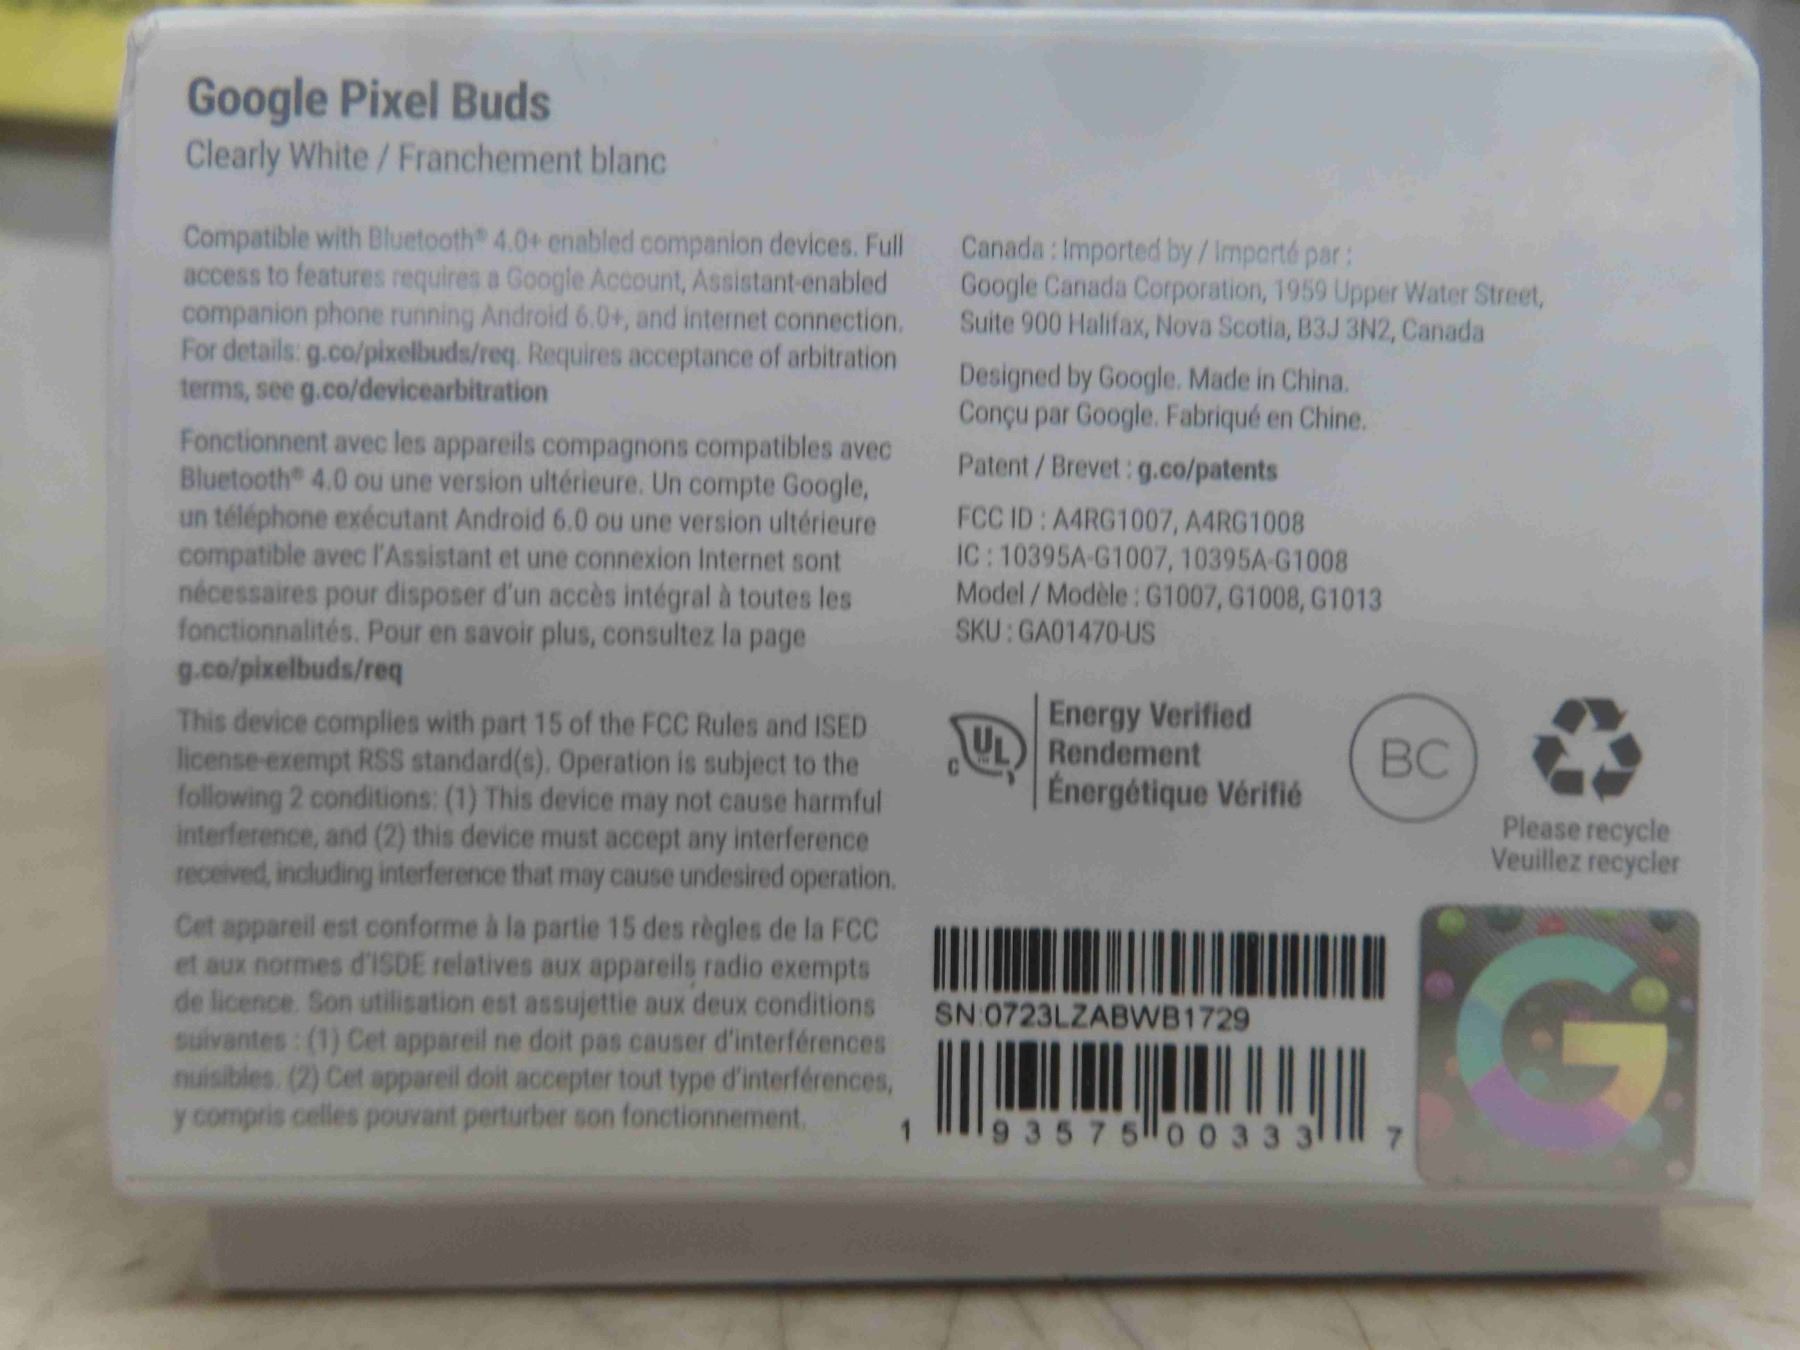 Google Pixel Buds
Clearly White / Franchement blanc
Compatible with Bluetooth® 4.0+ enabled companion devices. Full
access to features requires a Google Account, Assistant-enabled
companion phone running Android 6.0+, and internet connection.
For details: g.co/pixelbuds/req. Requires acceptance of arbitration
terms, see g.co/devicearbitration
Fonctionnent avec les appareils compagnons compatibles avec
Bluetooth® 4.0 ou une version ultérieure. Un compte Google,
un téléphone exécutant Android 6.0 ou une version ultérieure
compatible avec l'Assistant et une connexion Internet sont
nécessaires pour disposer d'un accès intégral à toutes les
fonctionnalités. Pour en savoir plus, consultez la page
g.co/pixelbuds/req
This device complies with part 15 of the FCC Rules and ISED
license-exempt RSS standard(s). Operation is subject to the
following 2 conditions: (1) This device may not cause harmful
interference, and (2) this device must accept any interference
received, including interference that may cause undesired operation.
Cet appareil est conforme à la partie 15 des règles de la FCC
et aux normes d'ISDE relatives aux appareils radio exempts
de licence. Son utilisation est assujettie aux deux conditions
suivantes : (1) Cet appareil ne doit pas causer d'interférences
nuisibles. (2) Cet appareil doit accepter tout type d'interférences,
y compris celles pouvant perturber son fonctionnement.
Canada : Imported by / Importé par :
Google Canada Corporation, 1959 Upper Water Street,
Suite 900 Halifax, Nova Scotia, B3J 3N2, Canada
Designed by Google. Made in China.
Conçu par Google. Fabriqué en Chine.
Patent / Brevet : g.co/patents
FCC ID : A4RG1007, A4RG1008
IC : 10395A-G1007, 10395A-G1008
Model / Modèle : G1007, G1008, G1013
SKU : GA01470-US
c UL
Energy Verified
Rendement
Énergétique Vérifié
BC
Please recycle
Veuillez recycler
SN:0723LZABWB1729
1 93575 00333 7
G